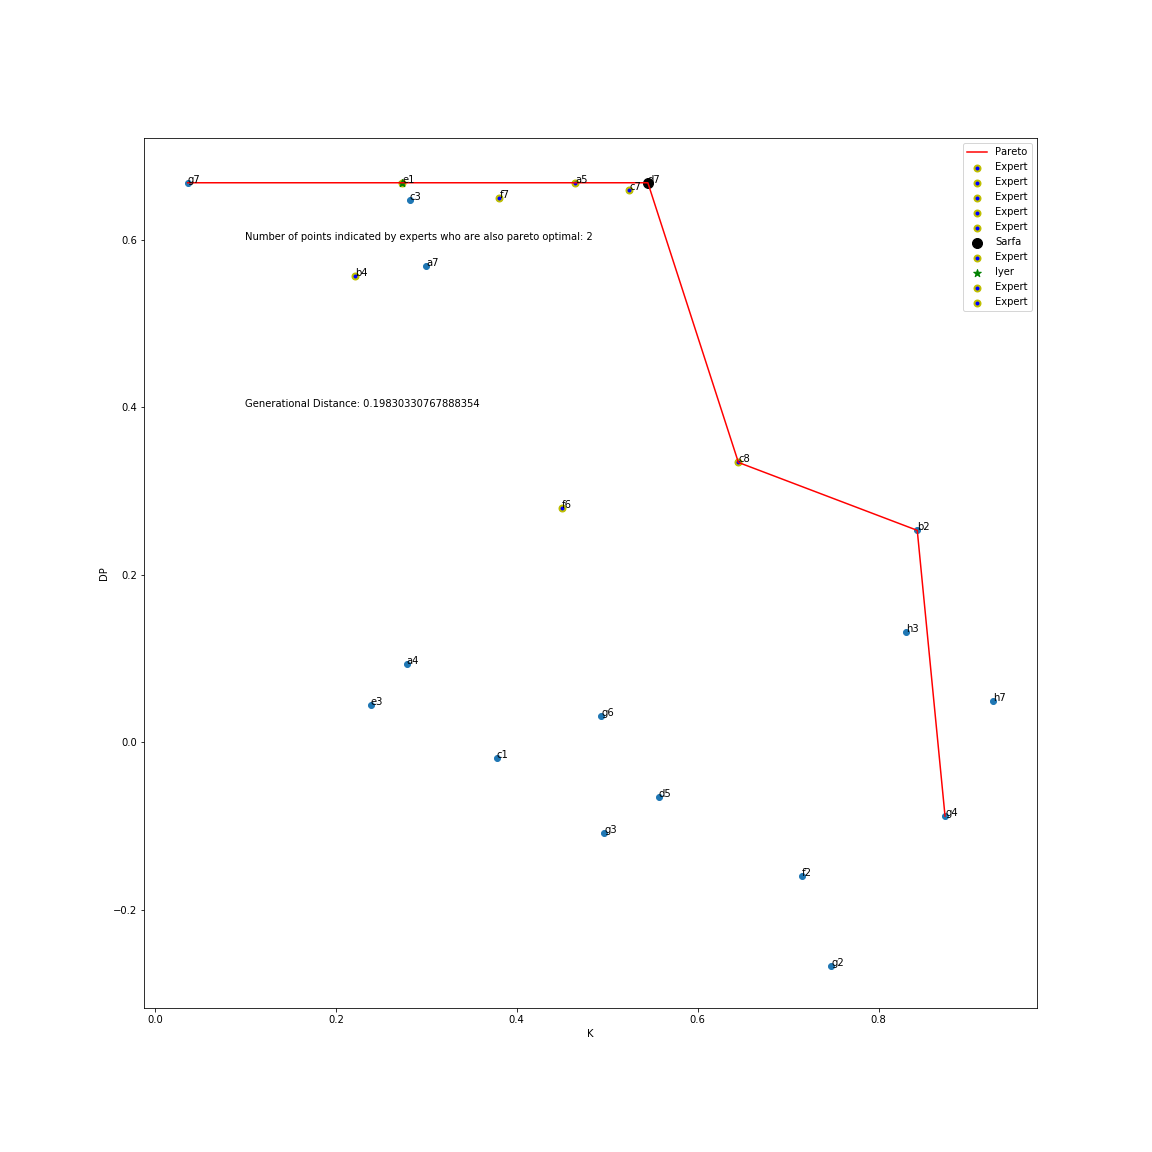 Pareto
Expert
Expert
Expert
Expert
Expert
Sarfa
Expert
Iyer
Expert
Expert
g7
e1
a5
d7
c3
f7
c7
Number of points indicated by experts who are also pareto optimal: 2
b4
a7
Generational Distance: 0.19830330767888354
c8
f6
b2
h3
a4
e3
g6
h7
c1
d5
g3
g4
f2
g2
0.6
0.4
0.2
0.0
−0.2
DP
0.0 0.2 0.4 0.6 0.8
K